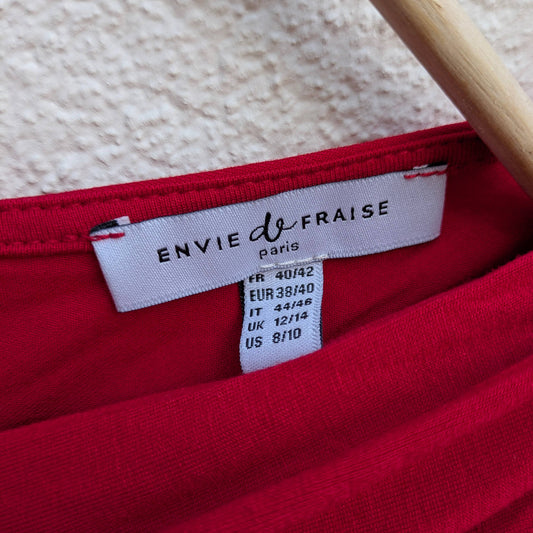 ENVIE de FRAISE
paris
FR 40/42
EUR 38/40
IT 44/46
UK 12/14
US 8/10